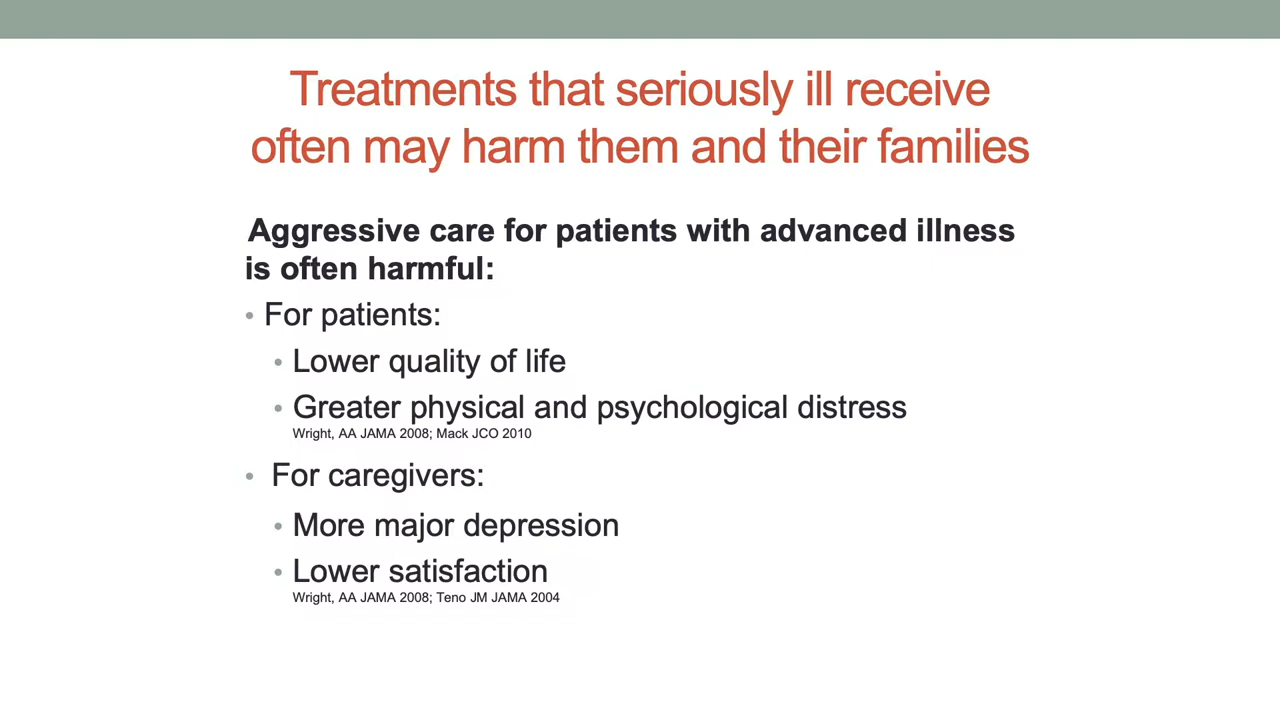 Treatments that seriously ill receive
often may harm them and their families
Aggressive care for patients with advanced illness
is often harmful:
• For patients:
• Lower quality of life
• Greater physical and psychological distress
Wright, AA JAMA 2008; Mack JCO 2010
• For caregivers:
• More major depression
• Lower satisfaction
Wright, AA JAMA 2008; Teno JM JAMA 2004